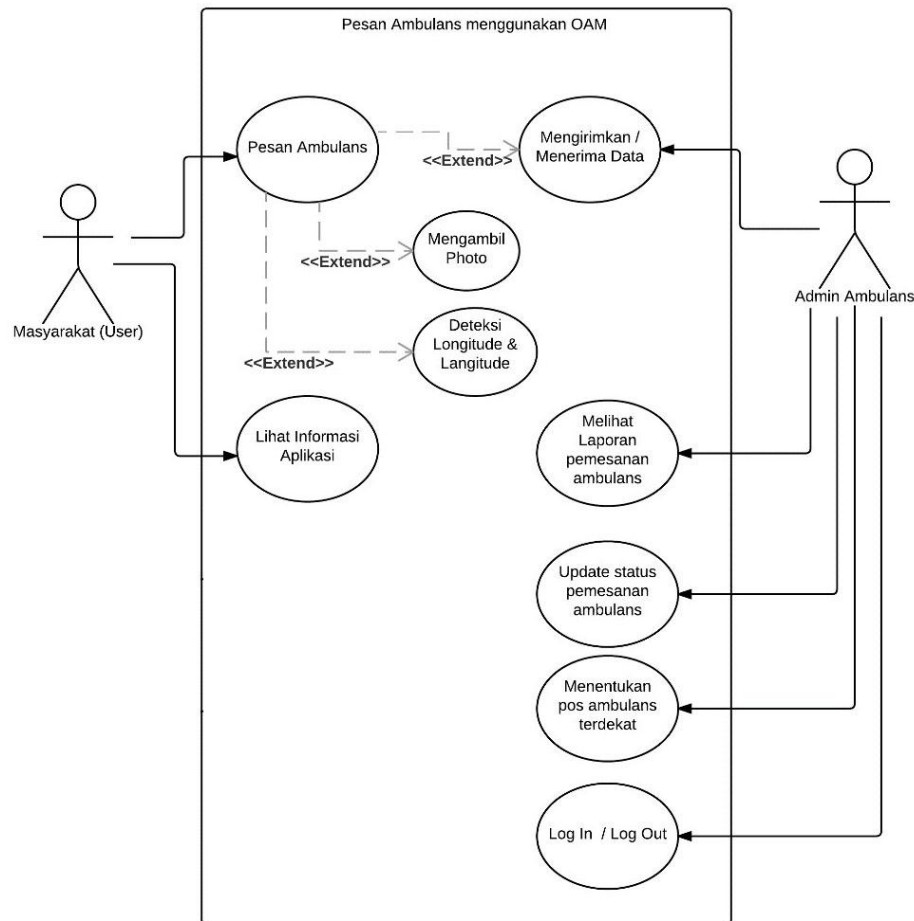 Pesan Ambulans menggunakan OAM
Pesan Ambulans
<<Extend>>
Mengirimkan /
Menerima Data
<<Extend>>
Mengambil
Photo
Masyarakat (User)
Admin Ambulans
<<Extend>>
Deteksi
Longitude &
Langitude
Lihat Informasi
Aplikasi
Melihat
Laporan
pemesanan
ambulans
Update status
pemesanan
ambulans
Menentukan
pos ambulans
terdekat
Log In / Log Out